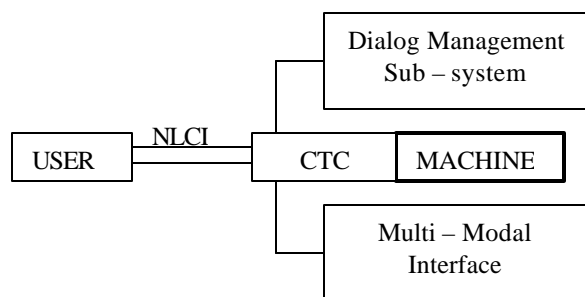 Dialog Management
Sub – system
NLCI
USER
CTC
MACHINE
Multi – Modal
Interface